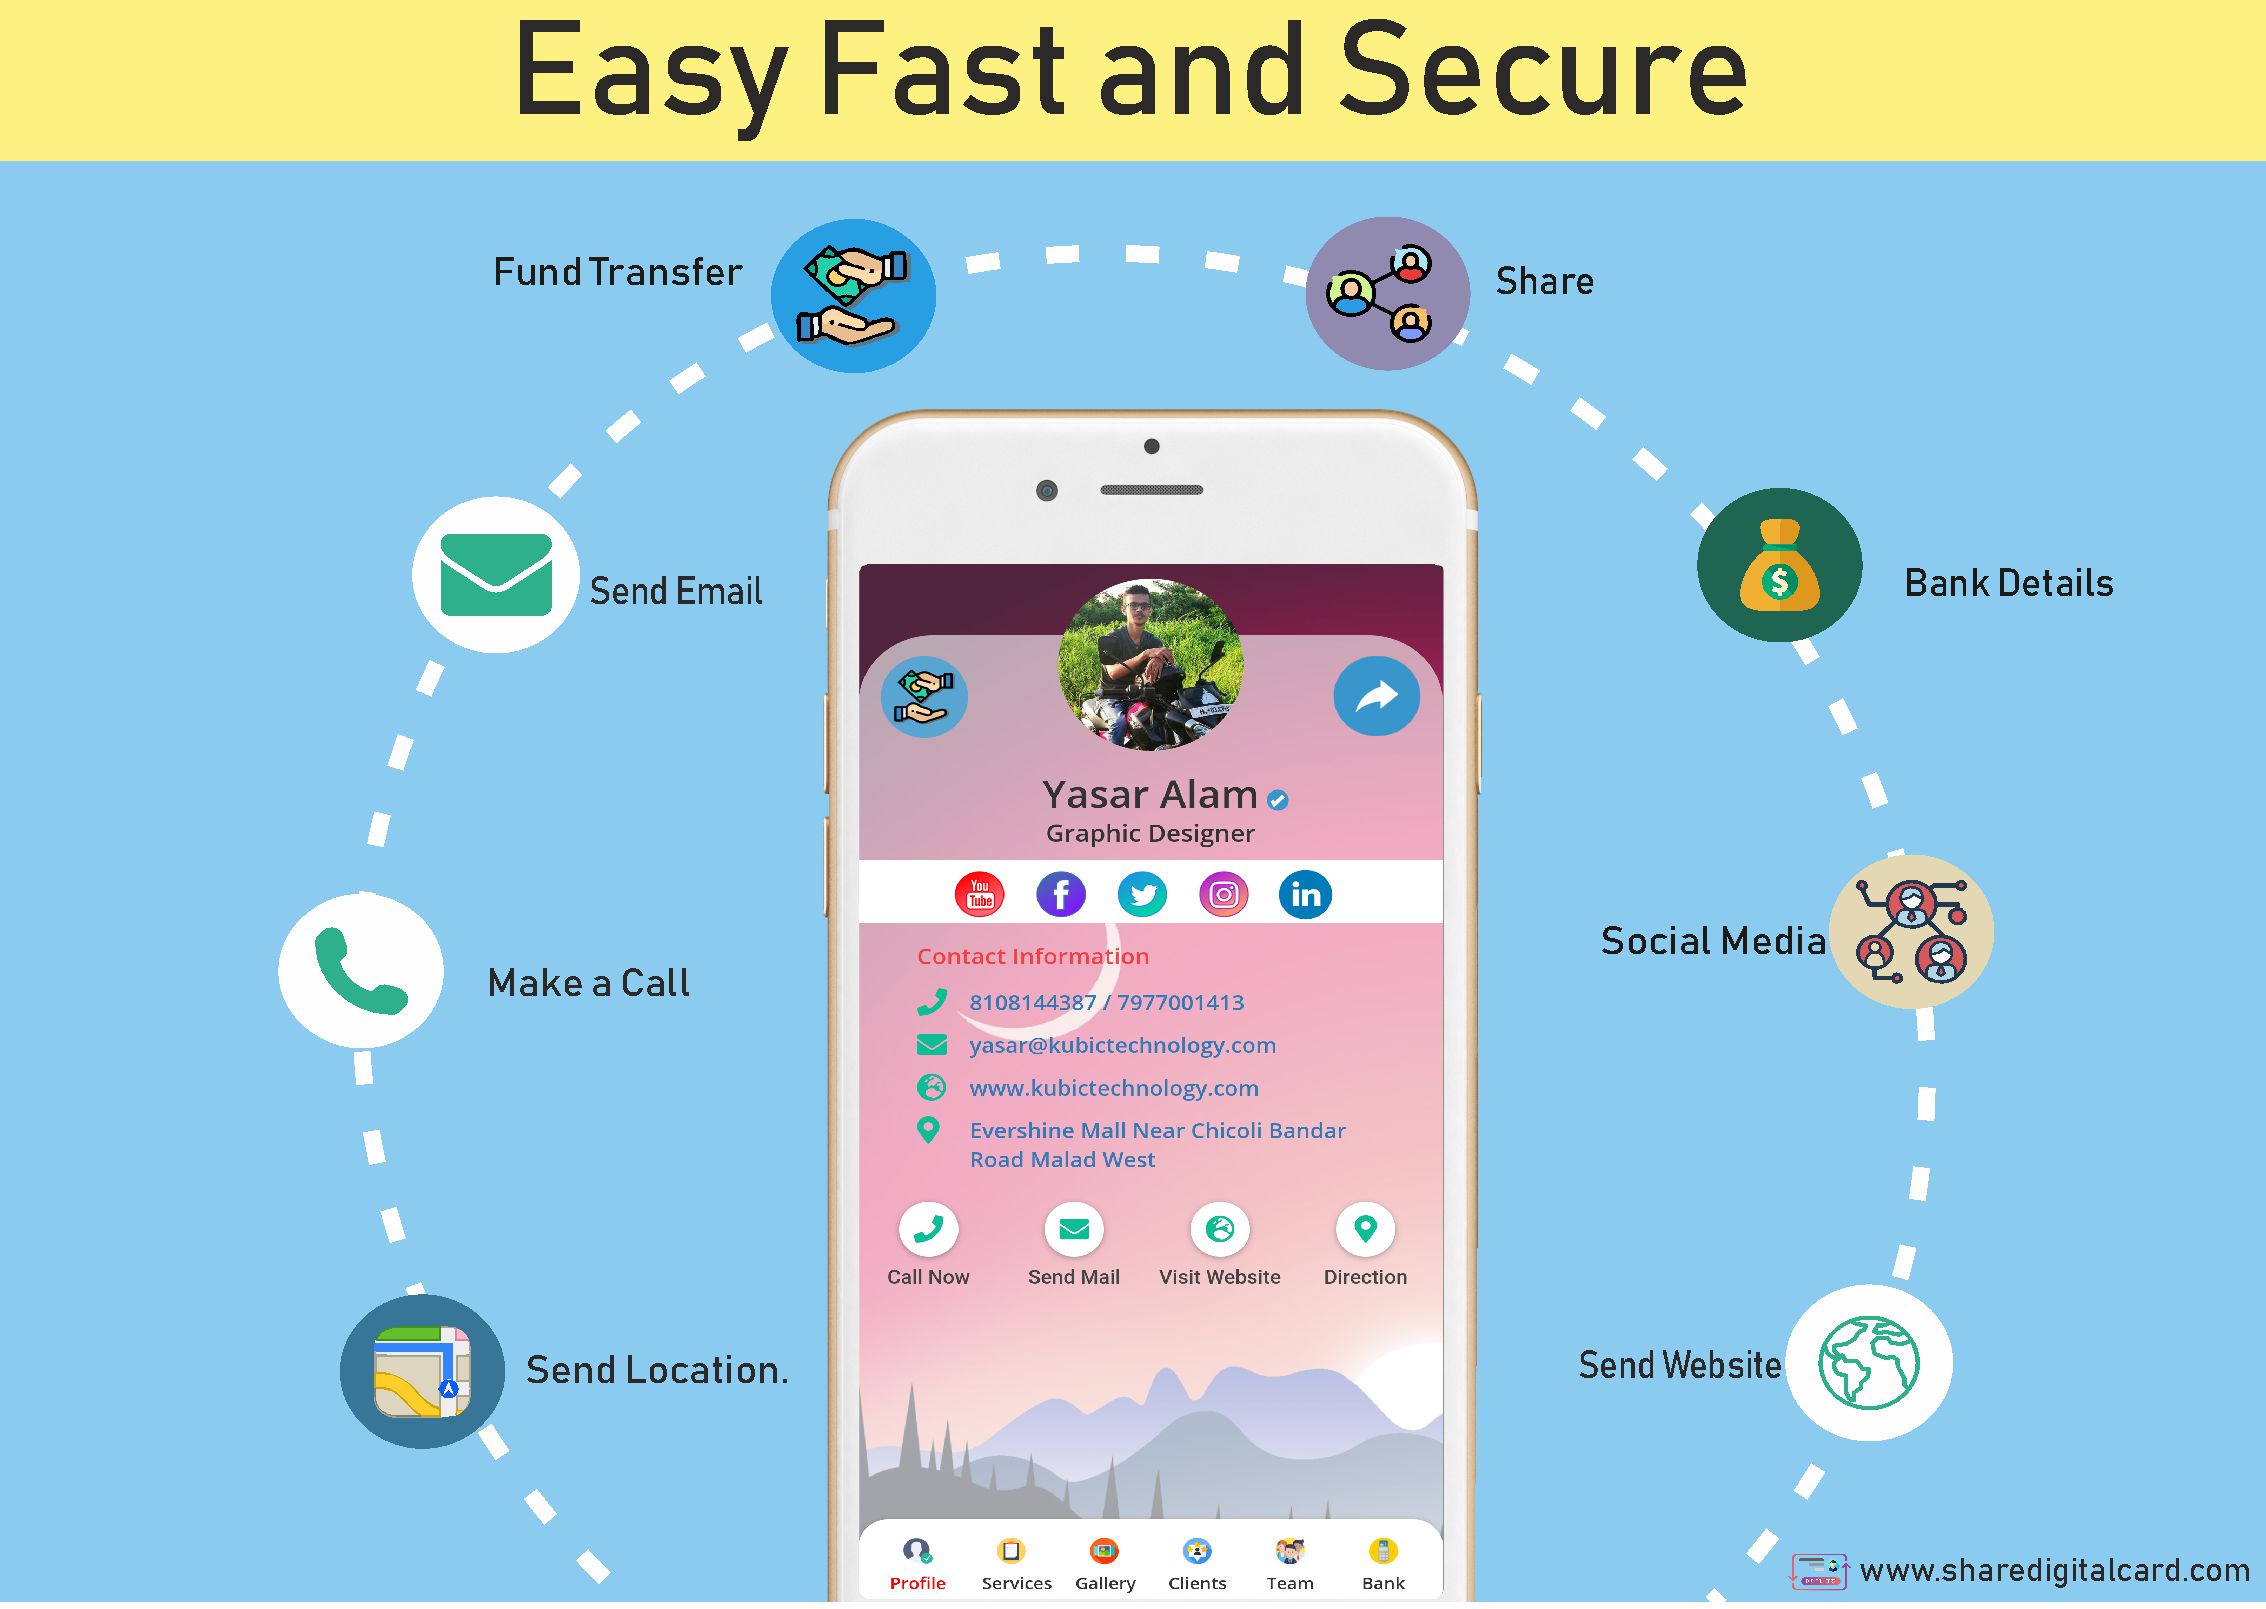 Easy Fast and Secure
Fund Transfer
Share
Send Email
Bank Details
Yasar Alam
Graphic Designer
You
Tube
f
in
Contact Information
Social Media
Make a Call
8108144387 / 7977001413
yasar@kubictechnology.com
www.kubictechnology.com
Evershine Mall Near Chicoli Bandar
Road Malad West
Call Now
Send Mail
Visit Website
Direction
Send Location.
Send Website
Profile
Services
Gallery
Clients
Team
Bank
www.sharedigitalcard.com